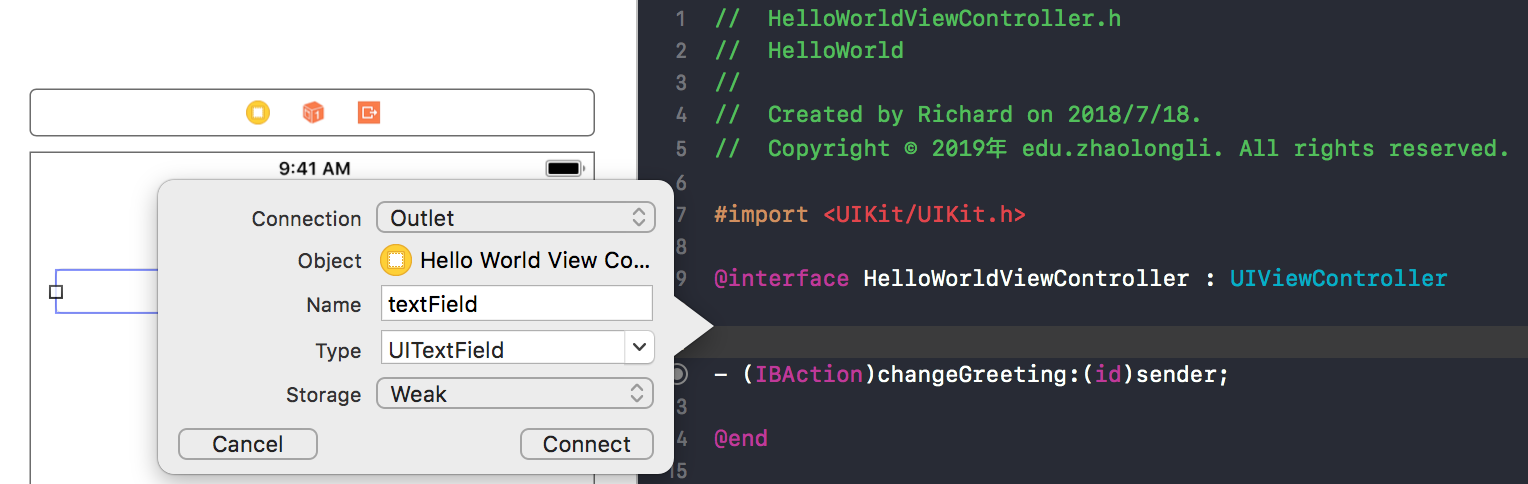 9:41 AM
Connection Outlet
Object Hello World View Co...
Name textField
Type UITextField
Storage Weak
Cancel Connect
1 //  HelloWorldViewController.h
2 //  HelloWorld
3 //
4 //  Created by Richard on 2018/7/18.
5 //  Copyright © 2019年 edu.zhaolongli. All rights reserved.
6
7 #import <UIKit/UIKit.h>
8
9 @interface HelloWorldViewController : UIViewController
- (IBAction)changeGreeting:(id)sender;
3
4 @end
15